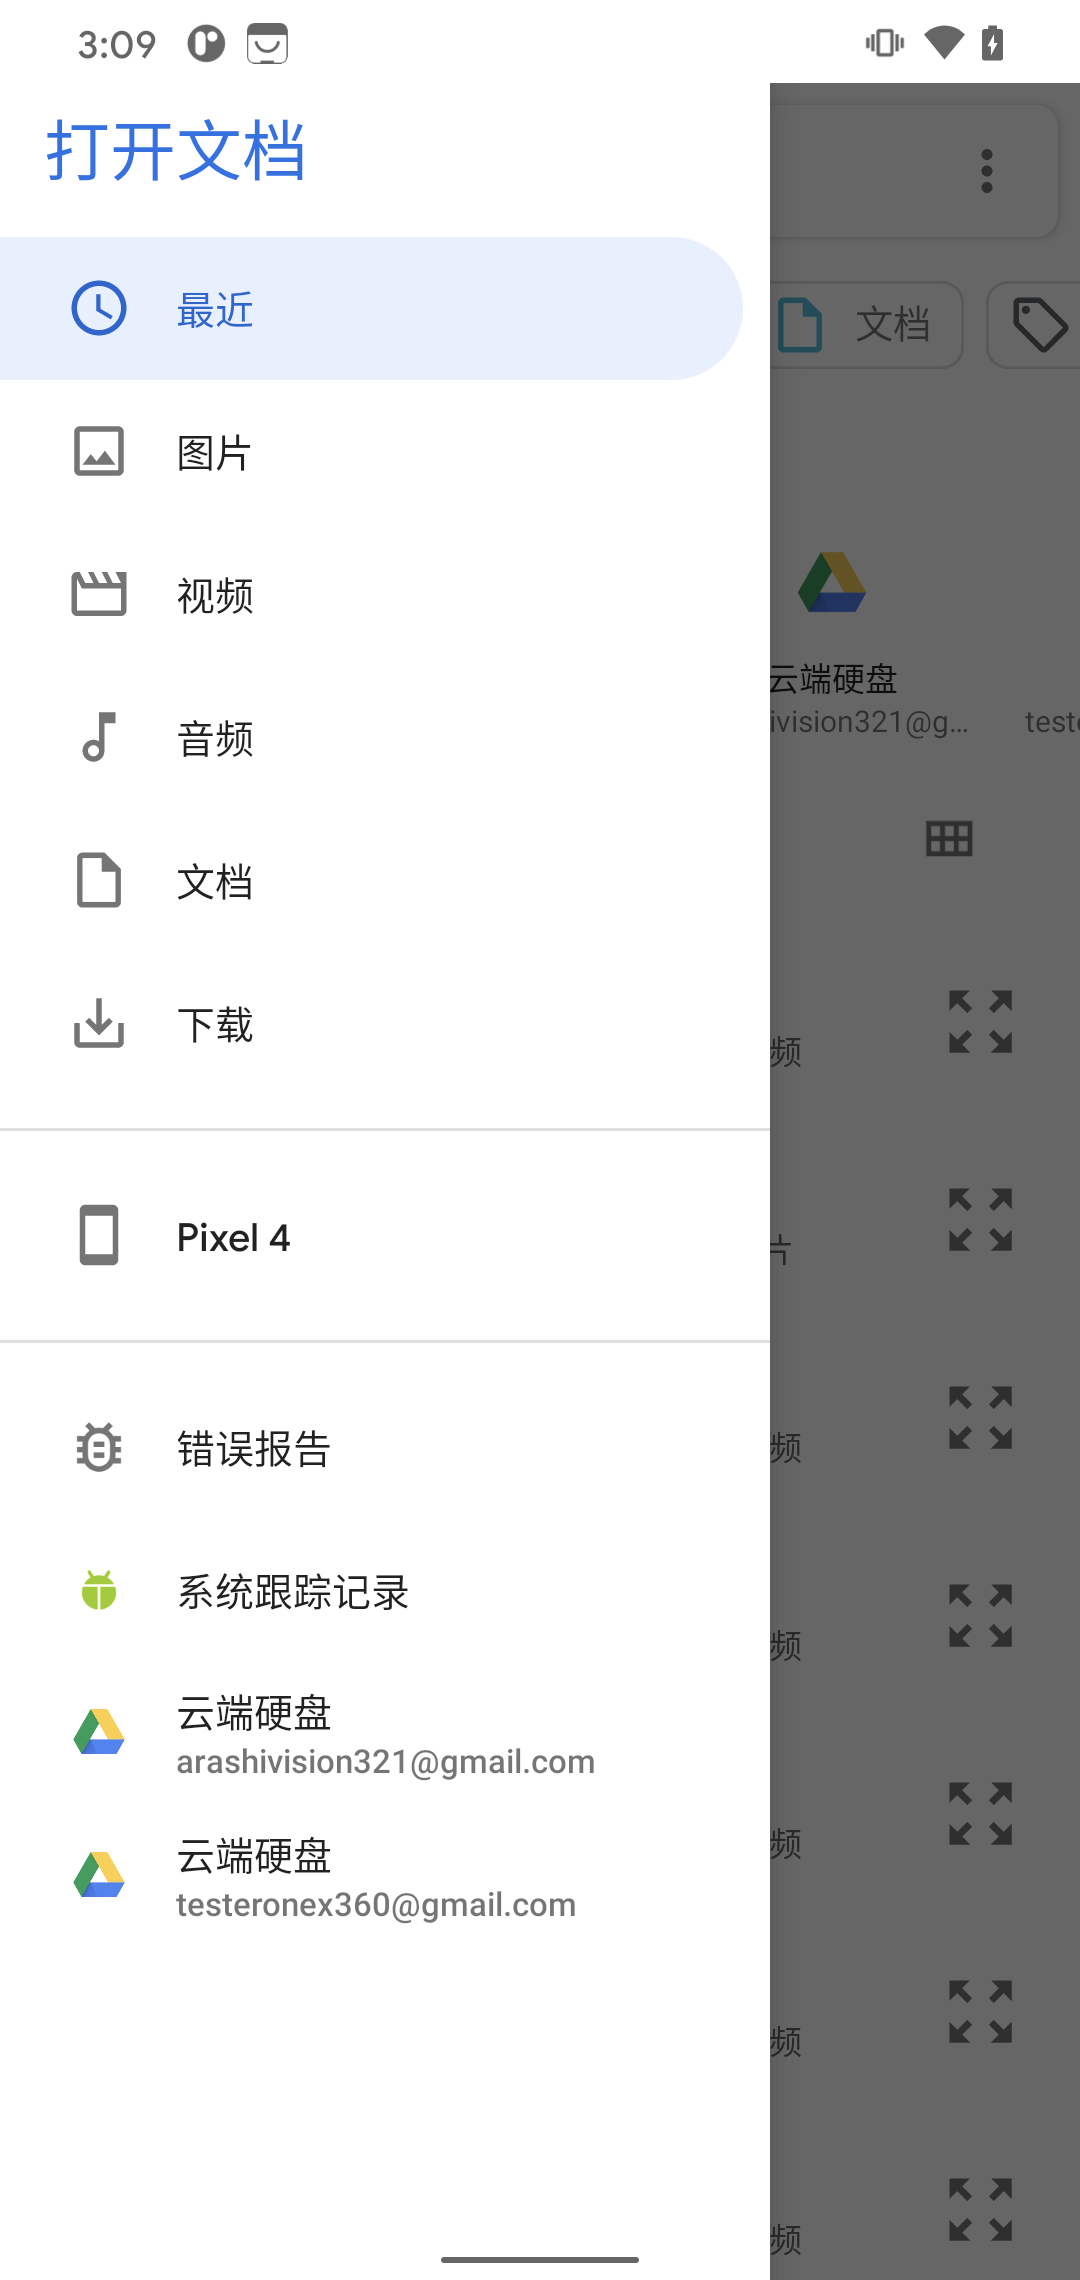 3:09
打开文档
最近
文档
图片
视频
云端硬盘
ivision321@g...
音频
文档
下载
频
Pixel 4
片
错误报告
频
系统跟踪记录
频
云端硬盘
arashivision321@gmail.com
频
云端硬盘
testeronex360@gmail.com
频
频